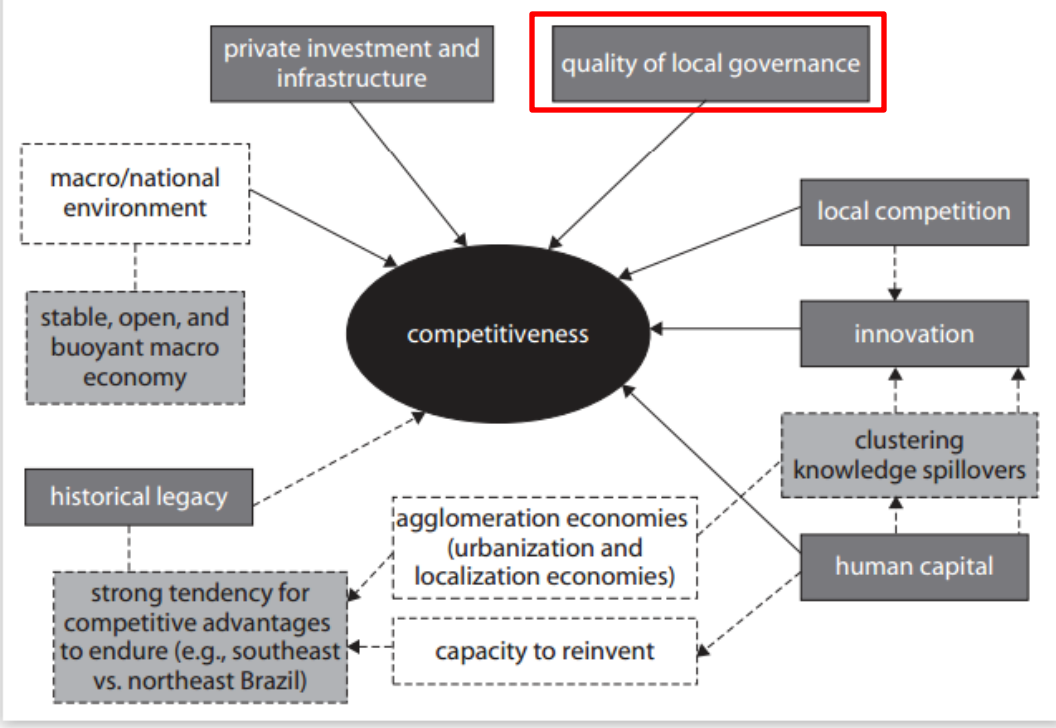 private investment and
infrastructure
quality of local governance
macro/national
environment
local competition
stable, open, and
buoyant macro
economy
competitiveness
innovation
clustering
knowledge spillovers
historical legacy
agglomeration economies
(urbanization and
localization economies)
human capital
strong tendency for
competitive advantages
to endure (e.g., southeast
vs. northeast Brazil)
capacity to reinvent